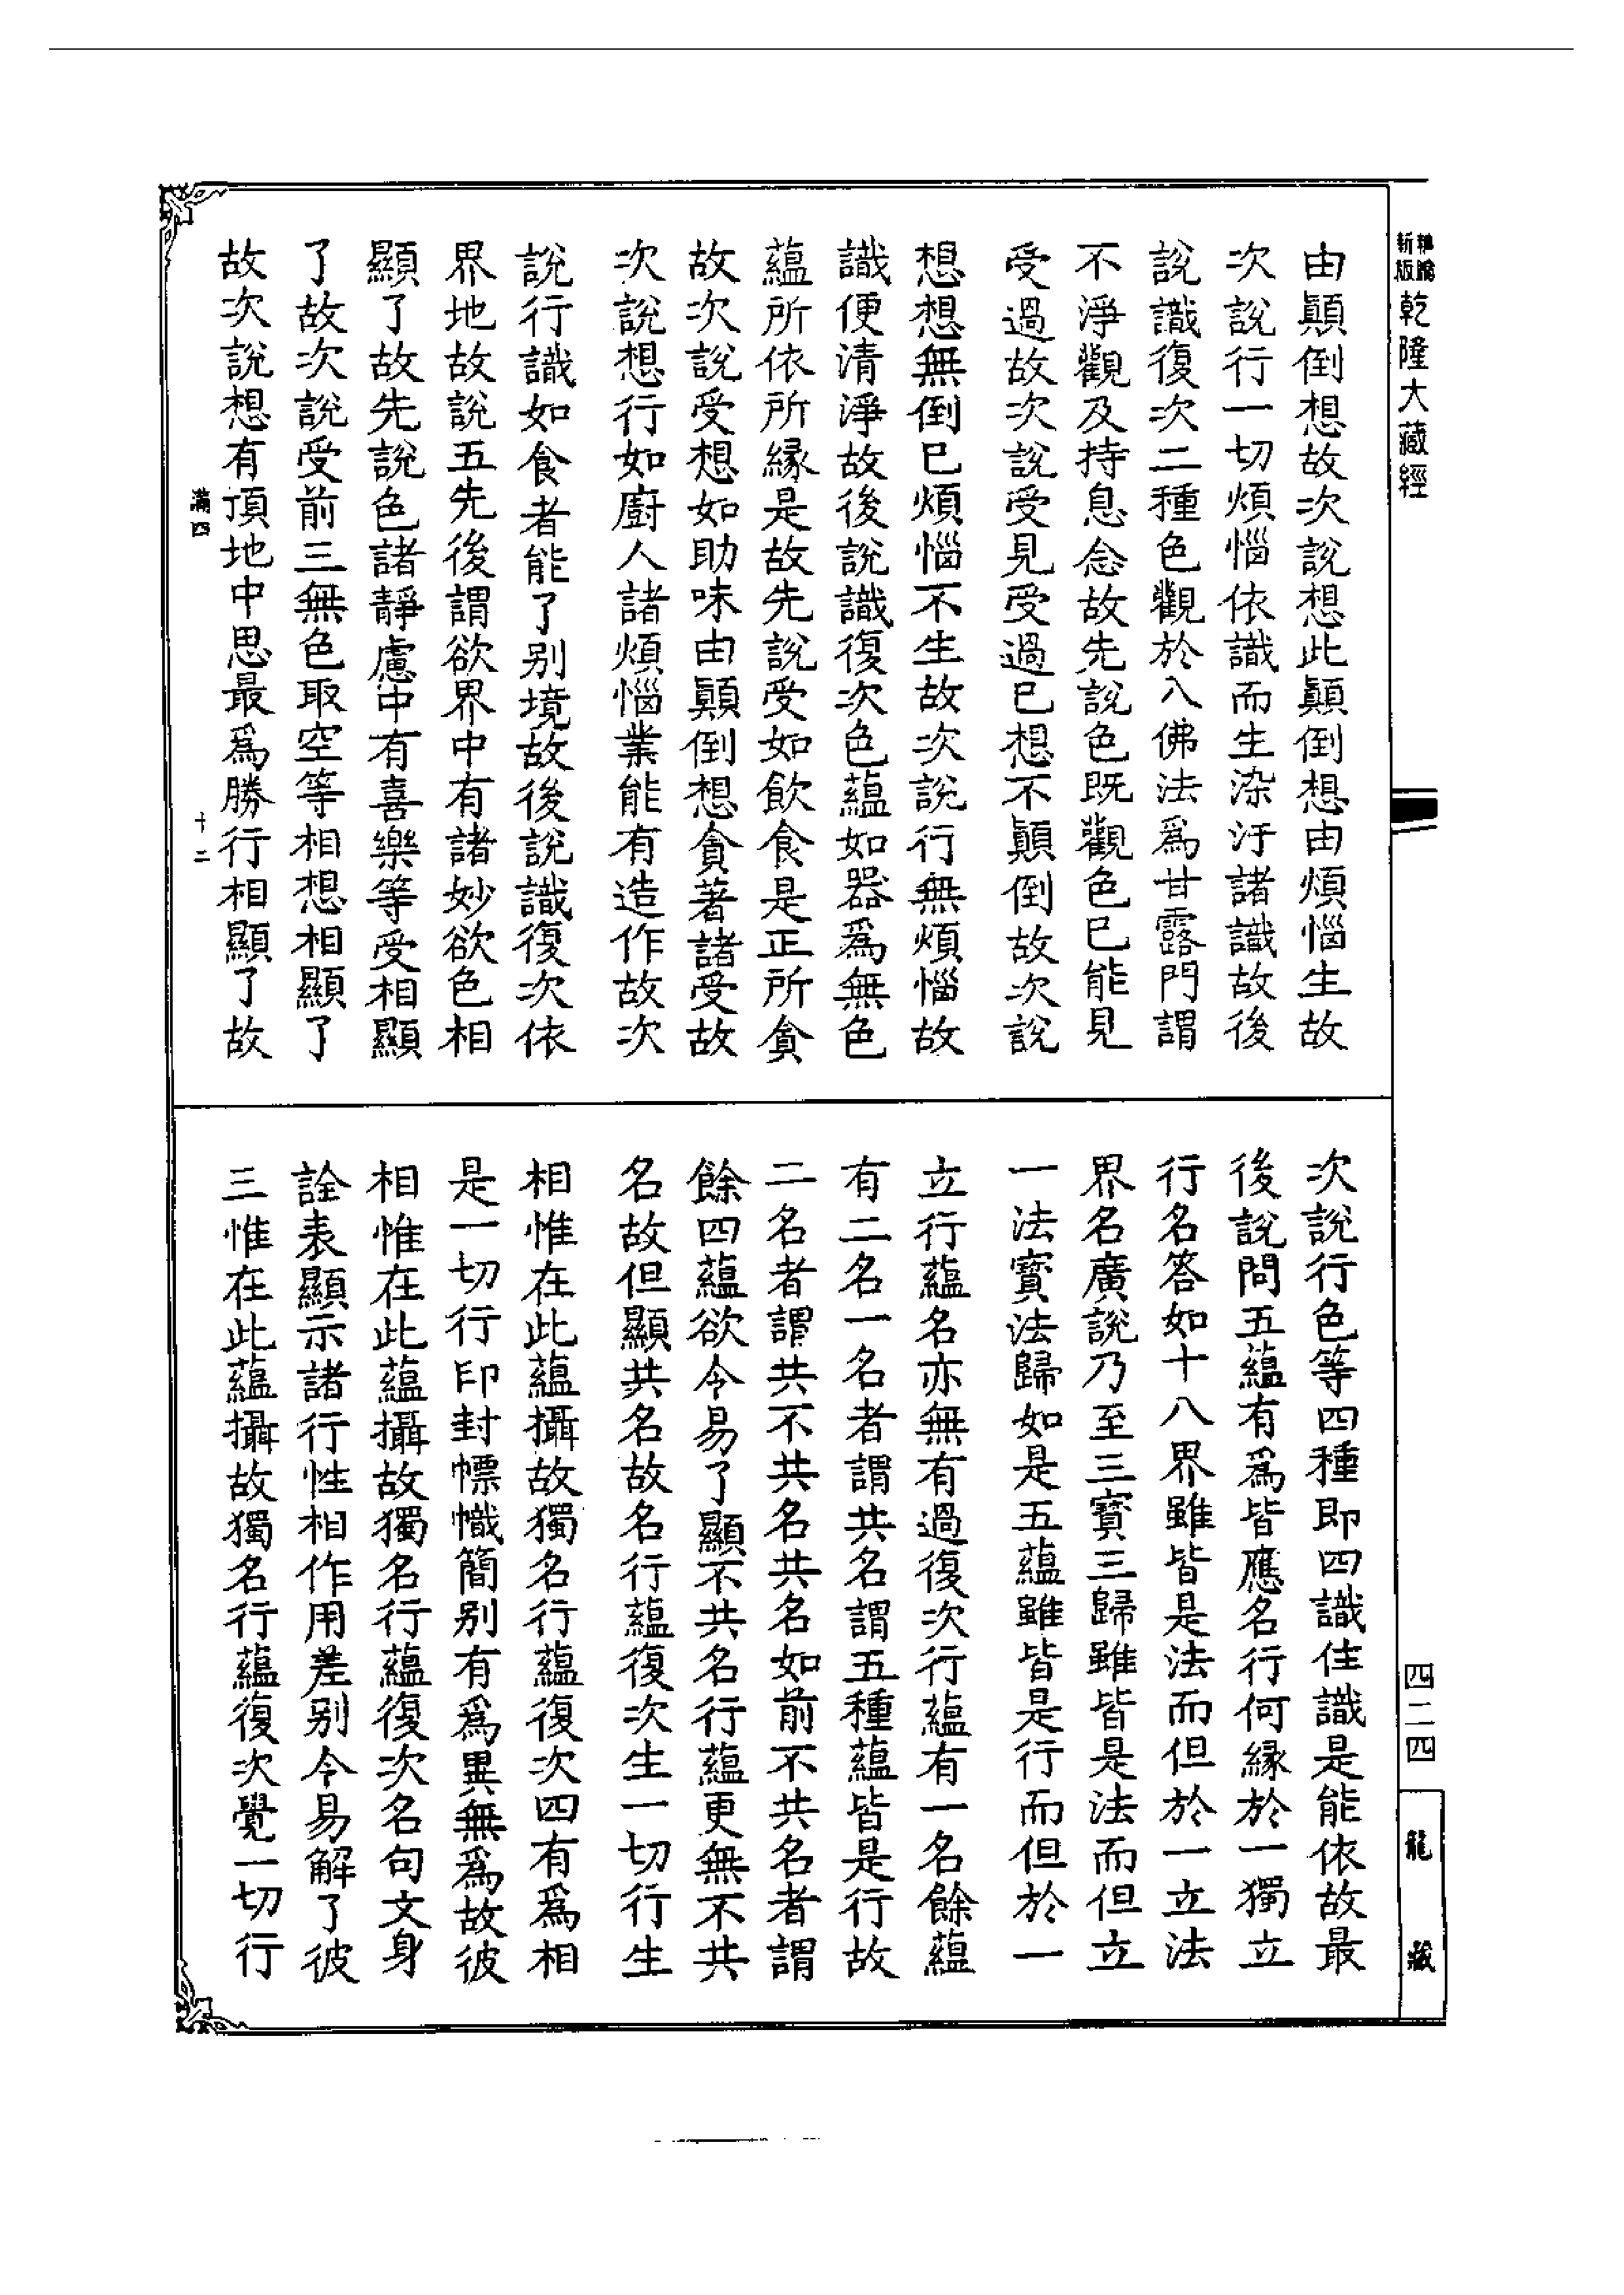 新版
乾隆大藏經
由顛倒想故次說想此顛倒想由煩惱生故
次說行一切煩惱依識而生染汙諸識故後
說識復次二種色觀於入佛法爲甘露門謂
不淨觀及持息念故先說色既觀色已能見
受過故次說受見受過已想不顛倒故次說
想想無倒已煩惱不生故次說行無煩惱故
識便清淨故後說識復次色蘊如器爲無色
蘊所依所緣是故先說受如飲食是正所貪
故次說受想如助味由顛倒想貪著諸受故
次說想行如廚人諸煩惱業能有造作故次
說行識如食者能了别境故後說識復次依
界地故說五先後謂欲界中有諸妙欲色相
顯了故先說色諸靜慮中有喜樂等受相顯
了故次說受前三無色取空等相想相顯了
故次說想有頂地中思最爲勝行相顯了故
滿四
十二
次說行色等四種即四識住識是能依故最
後說問五蘊有爲皆應名行何緣於一獨立
行名答如十八界雖皆是法而但於一立法
界名廣說乃至三寳三歸雖皆是法而但立
一法寳法歸如是五蘊雖皆是行而但於一
立行蘊名亦無有過復次行蘊有一名餘蘊
有二名一名者謂共名謂五種蘊皆是行故
二名者謂共不共名共名如前不共名者謂
餘四蘊欲令易了顯不共名行蘊更無不共
名故但顯共名故名行蘊復次生一切行生
相惟在此蘊攝故獨名行蘊復次四有爲相
是一切行印封幖幟簡别有爲異無爲故彼
相惟在此蘊攝故獨名行蘊復次名句文身
詮表顯示諸行性相作用差别令易解了彼
三惟在此蘊攝故獨名行蘊復次覺一切行
四二四
龍藏